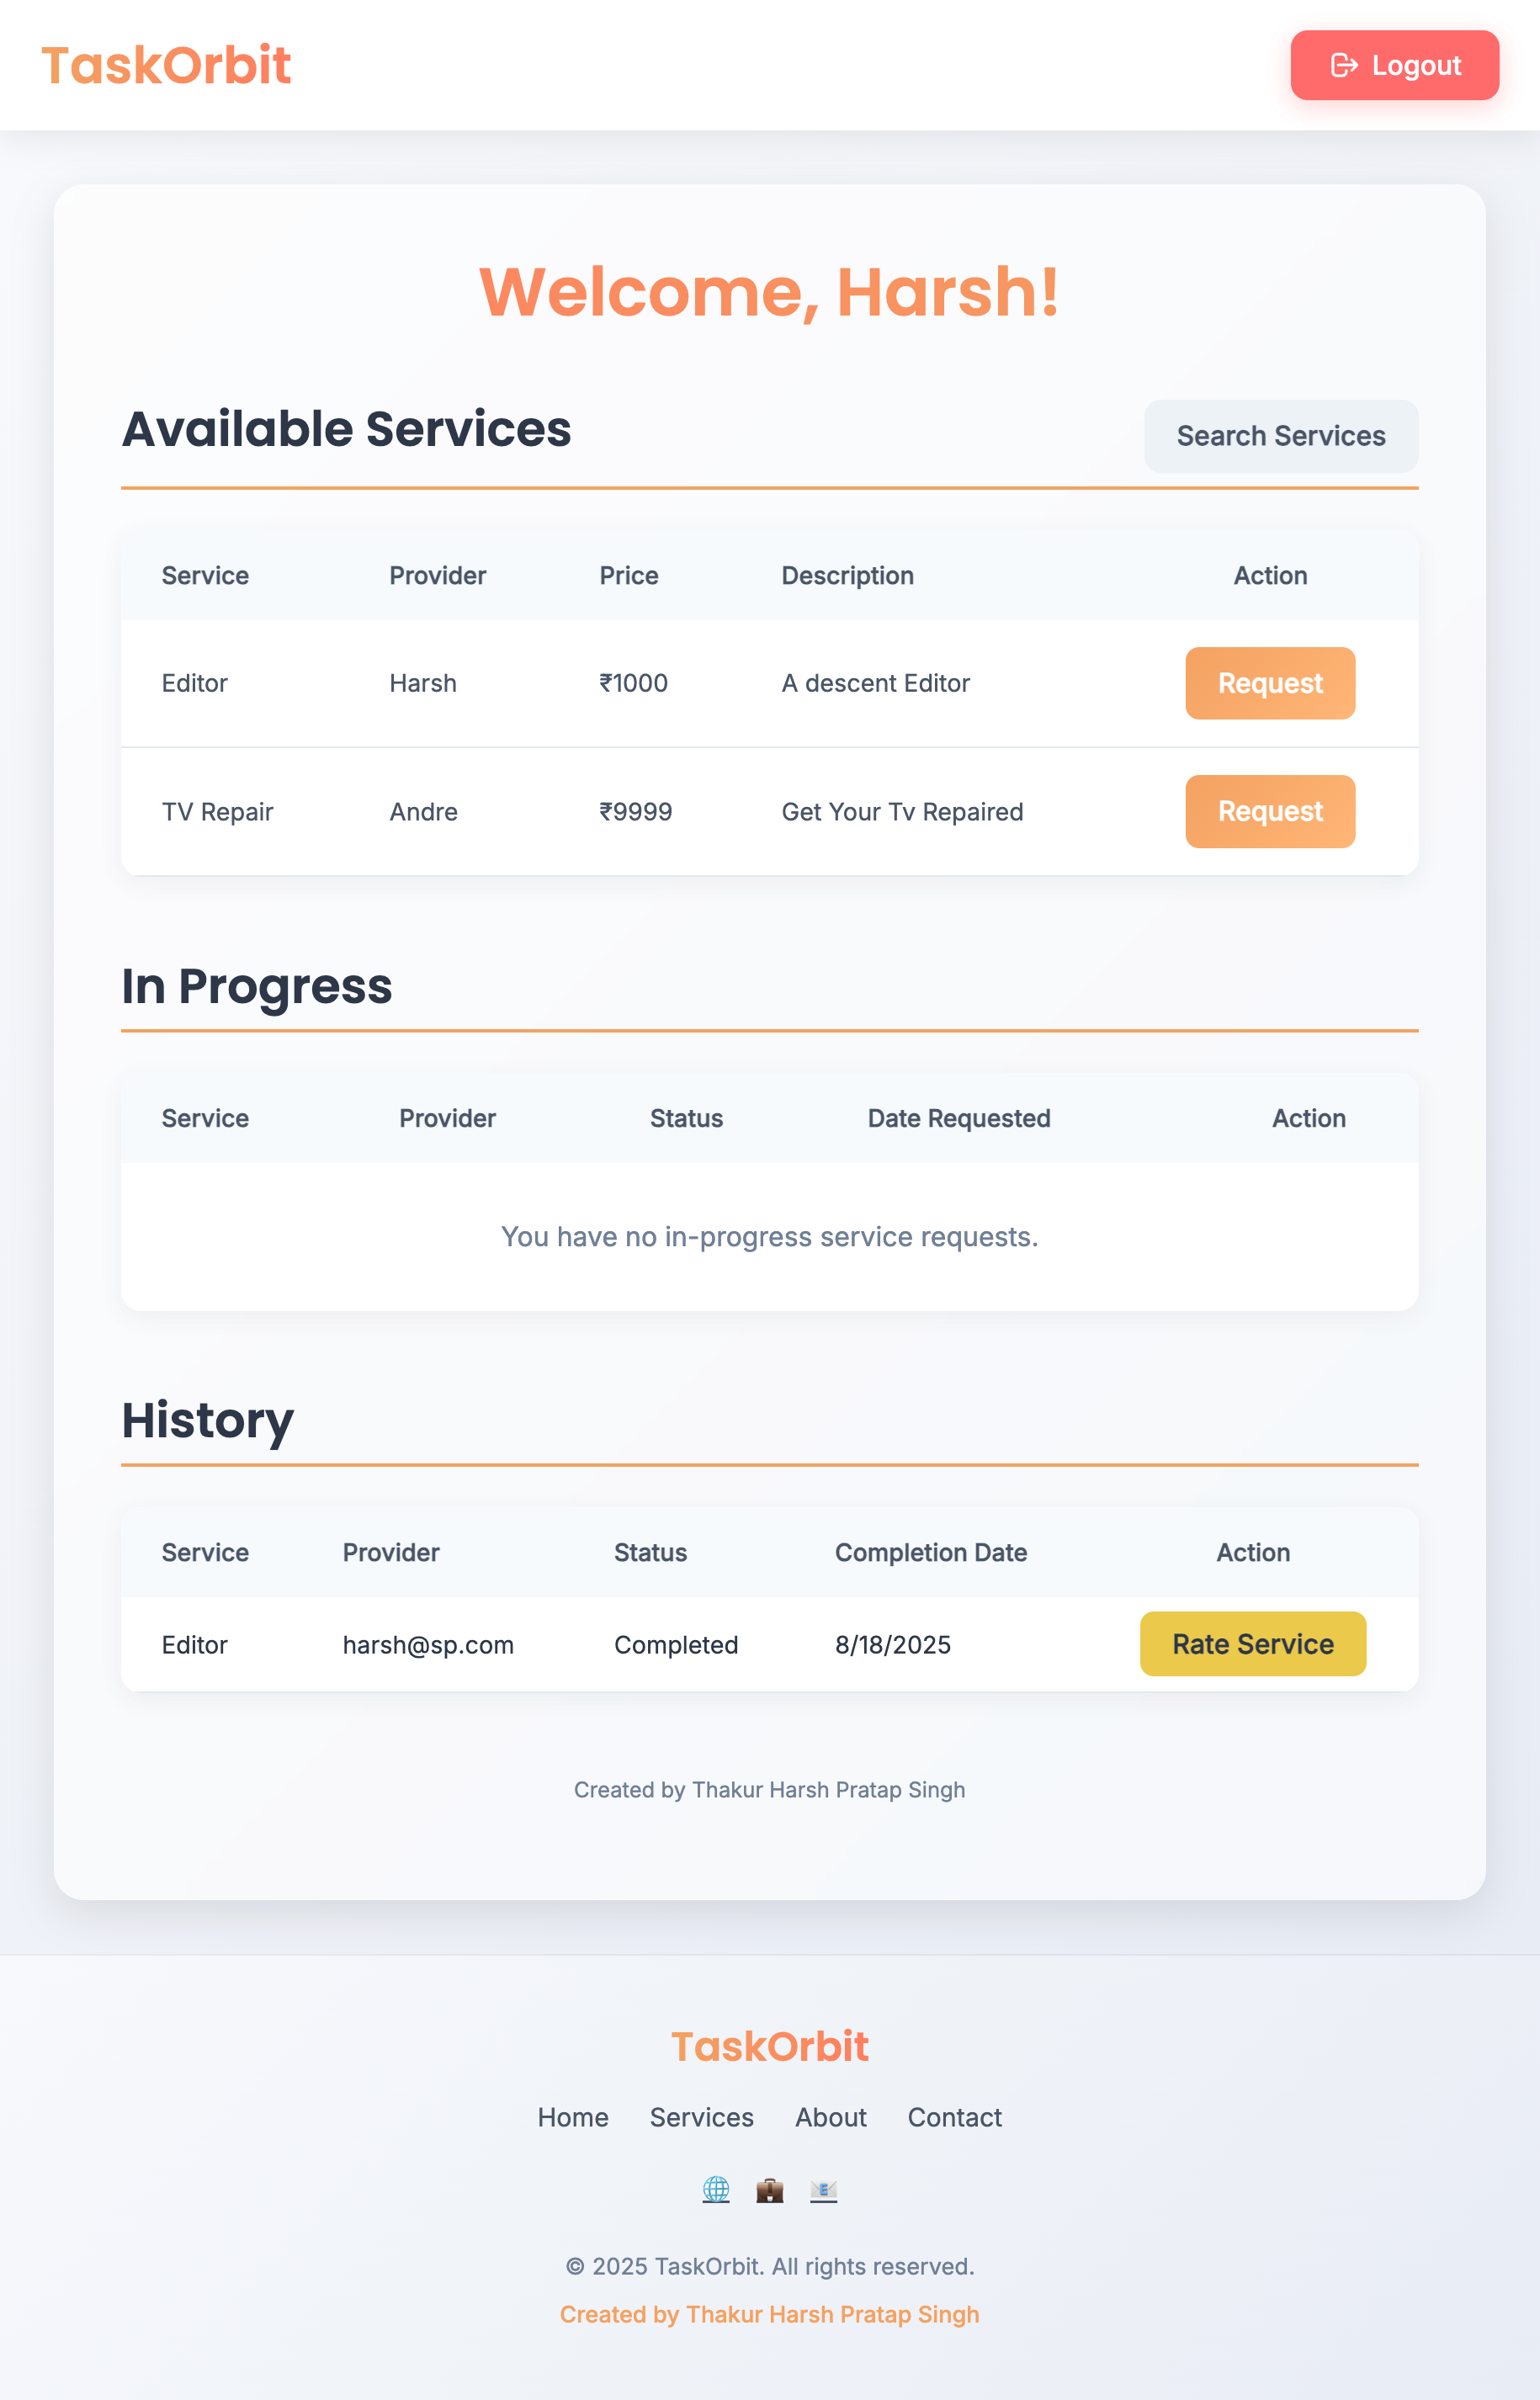 TaskOrbit
Logout
Welcome, Harsh!
Available Services
Search Services
Service Provider Price Description Action
Editor Harsh ₹1000 A descent Editor Request
TV Repair Andre ₹9999 Get Your Tv Repaired Request
In Progress
Service Provider Status Date Requested Action
You have no in-progress service requests.
History
Service Provider Status Completion Date Action
Editor harsh@sp.com Completed 8/18/2025 Rate Service
Created by Thakur Harsh Pratap Singh
TaskOrbit
Home Services About Contact
© 2025 TaskOrbit. All rights reserved.
Created by Thakur Harsh Pratap Singh